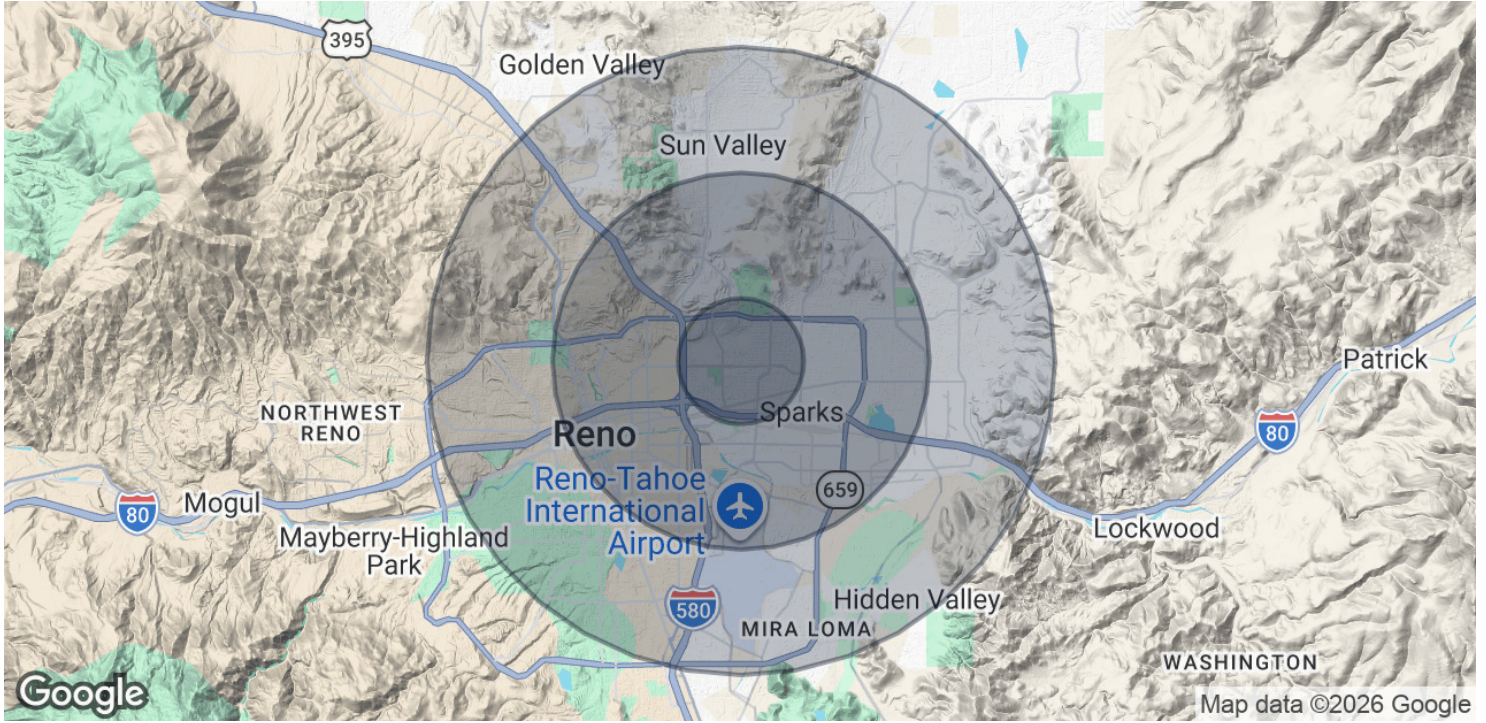 395
Golden Valley
Sun Valley
Patrick
NORTHWEST
RENO
Sparks
Reno
80
Reno-Tahoe
International
Airport
659
Mogul
80
Mayberry-Highland
Park
Lockwood
580
Hidden Valley
MIRA LOMA
WASHINGTON
Google
Map data ©2026 Google